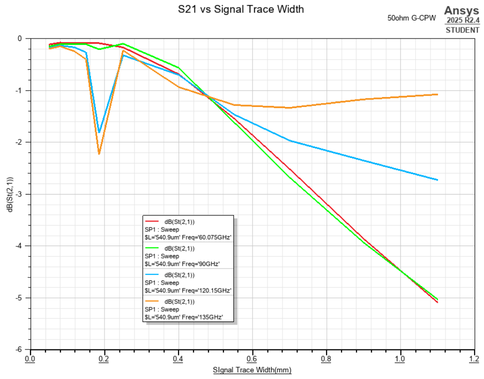 S21 vs Signal Trace Width
50ohm G-CPW
Ansys
2025 R2.4
STUDENT
0
-1
-2
-3
-4
-5
-6
dB(St(2,1))
dB(St(2,1))
SP1 : Sweep
$L='540.9um' Freq='60.075GHz'
dB(St(2,1))
SP1 : Sweep
$L='540.9um' Freq='90GHz'
dB(St(2,1))
SP1 : Sweep
$L='540.9um' Freq='120.15GHz'
dB(St(2,1))
SP1 : Sweep
$L='540.9um' Freq='135GHz'
0.0 0.2 0.4 0.6 0.8 1.0 1.2
SIgnal Trace Width(mm)